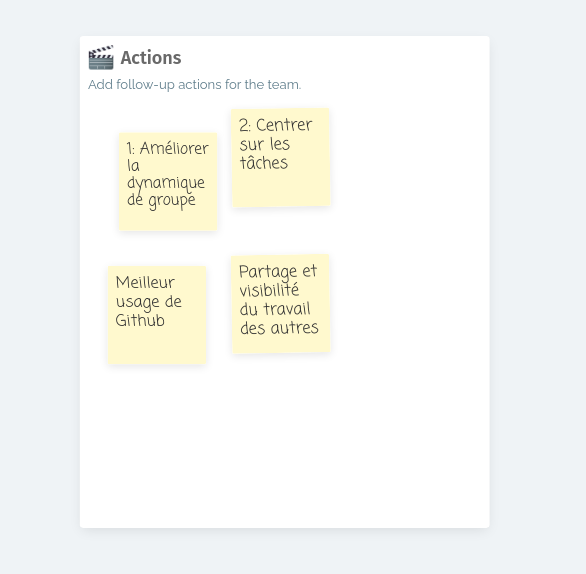 Actions
Add follow-up actions for the team.
1: Améliorer
la
dynamique
de groupe
2: Centrer
sur les
tâches
Meilleur
usage de
Github
Partage et
visibilité
du travail
des autres